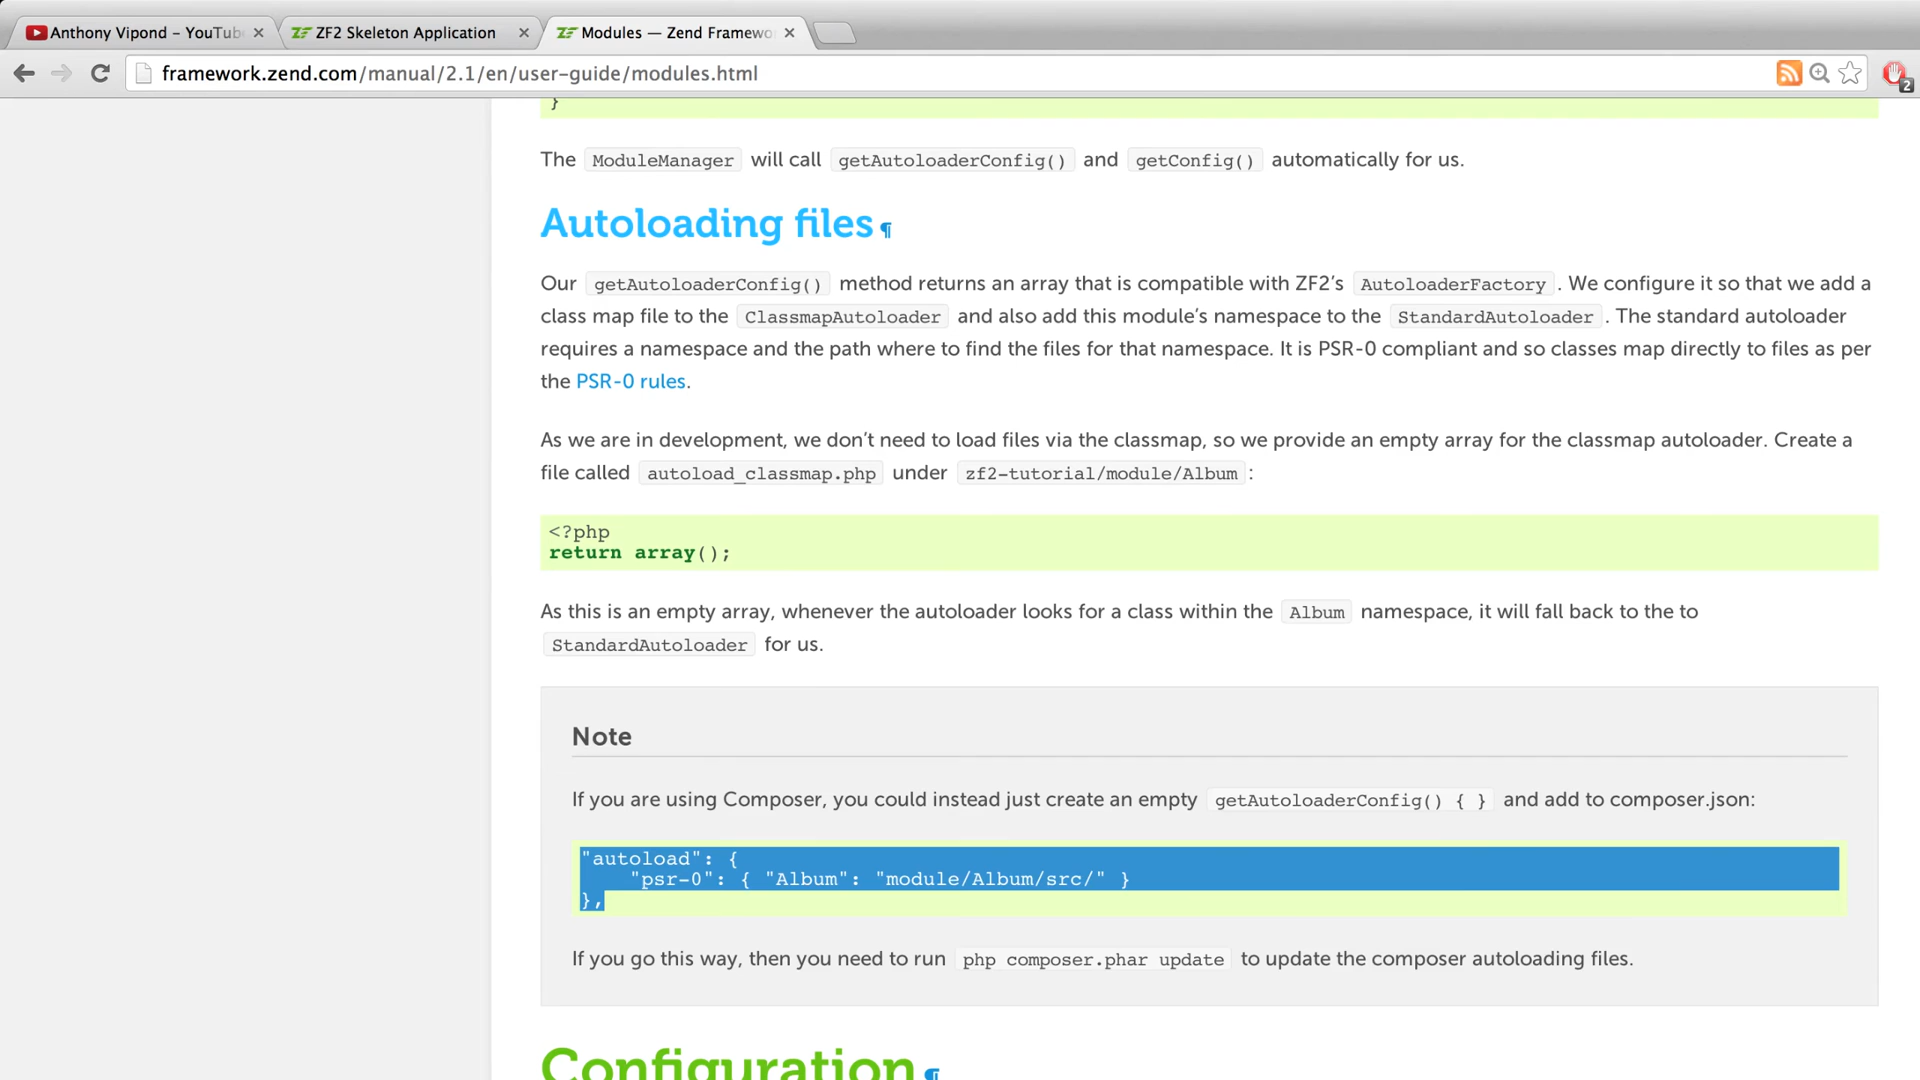 Anthony Vipond – YouTub
ZF2 Skeleton Application
Modules — Zend Framewo
framework.zend.com/manual/2.1/en/user-guide/modules.html
2
}
The ModuleManager will call getAutoloaderConfig() and getConfig() automatically for us.
Autoloading files ¶
Our getAutoloaderConfig() method returns an array that is compatible with ZF2’s AutoloaderFactory . We configure it so that we add a
class map file to the ClassmapAutoloader and also add this module’s namespace to the StandardAutoloader . The standard autoloader
requires a namespace and the path where to find the files for that namespace. It is PSR-0 compliant and so classes map directly to files as per
the PSR-0 rules.
As we are in development, we don’t need to load files via the classmap, so we provide an empty array for the classmap autoloader. Create a
file called autoload_classmap.php under zf2-tutorial/module/Album :
<?php
return array();
As this is an empty array, whenever the autoloader looks for a class within the Album namespace, it will fall back to the to
StandardAutoloader for us.
Note
If you are using Composer, you could instead just create an empty getAutoloaderConfig() { } and add to composer.json:
"autoload": {
"psr-0": { "Album": "module/Album/src/" }
},
If you go this way, then you need to run php composer.phar update to update the composer autoloading files.
Configuration ¶